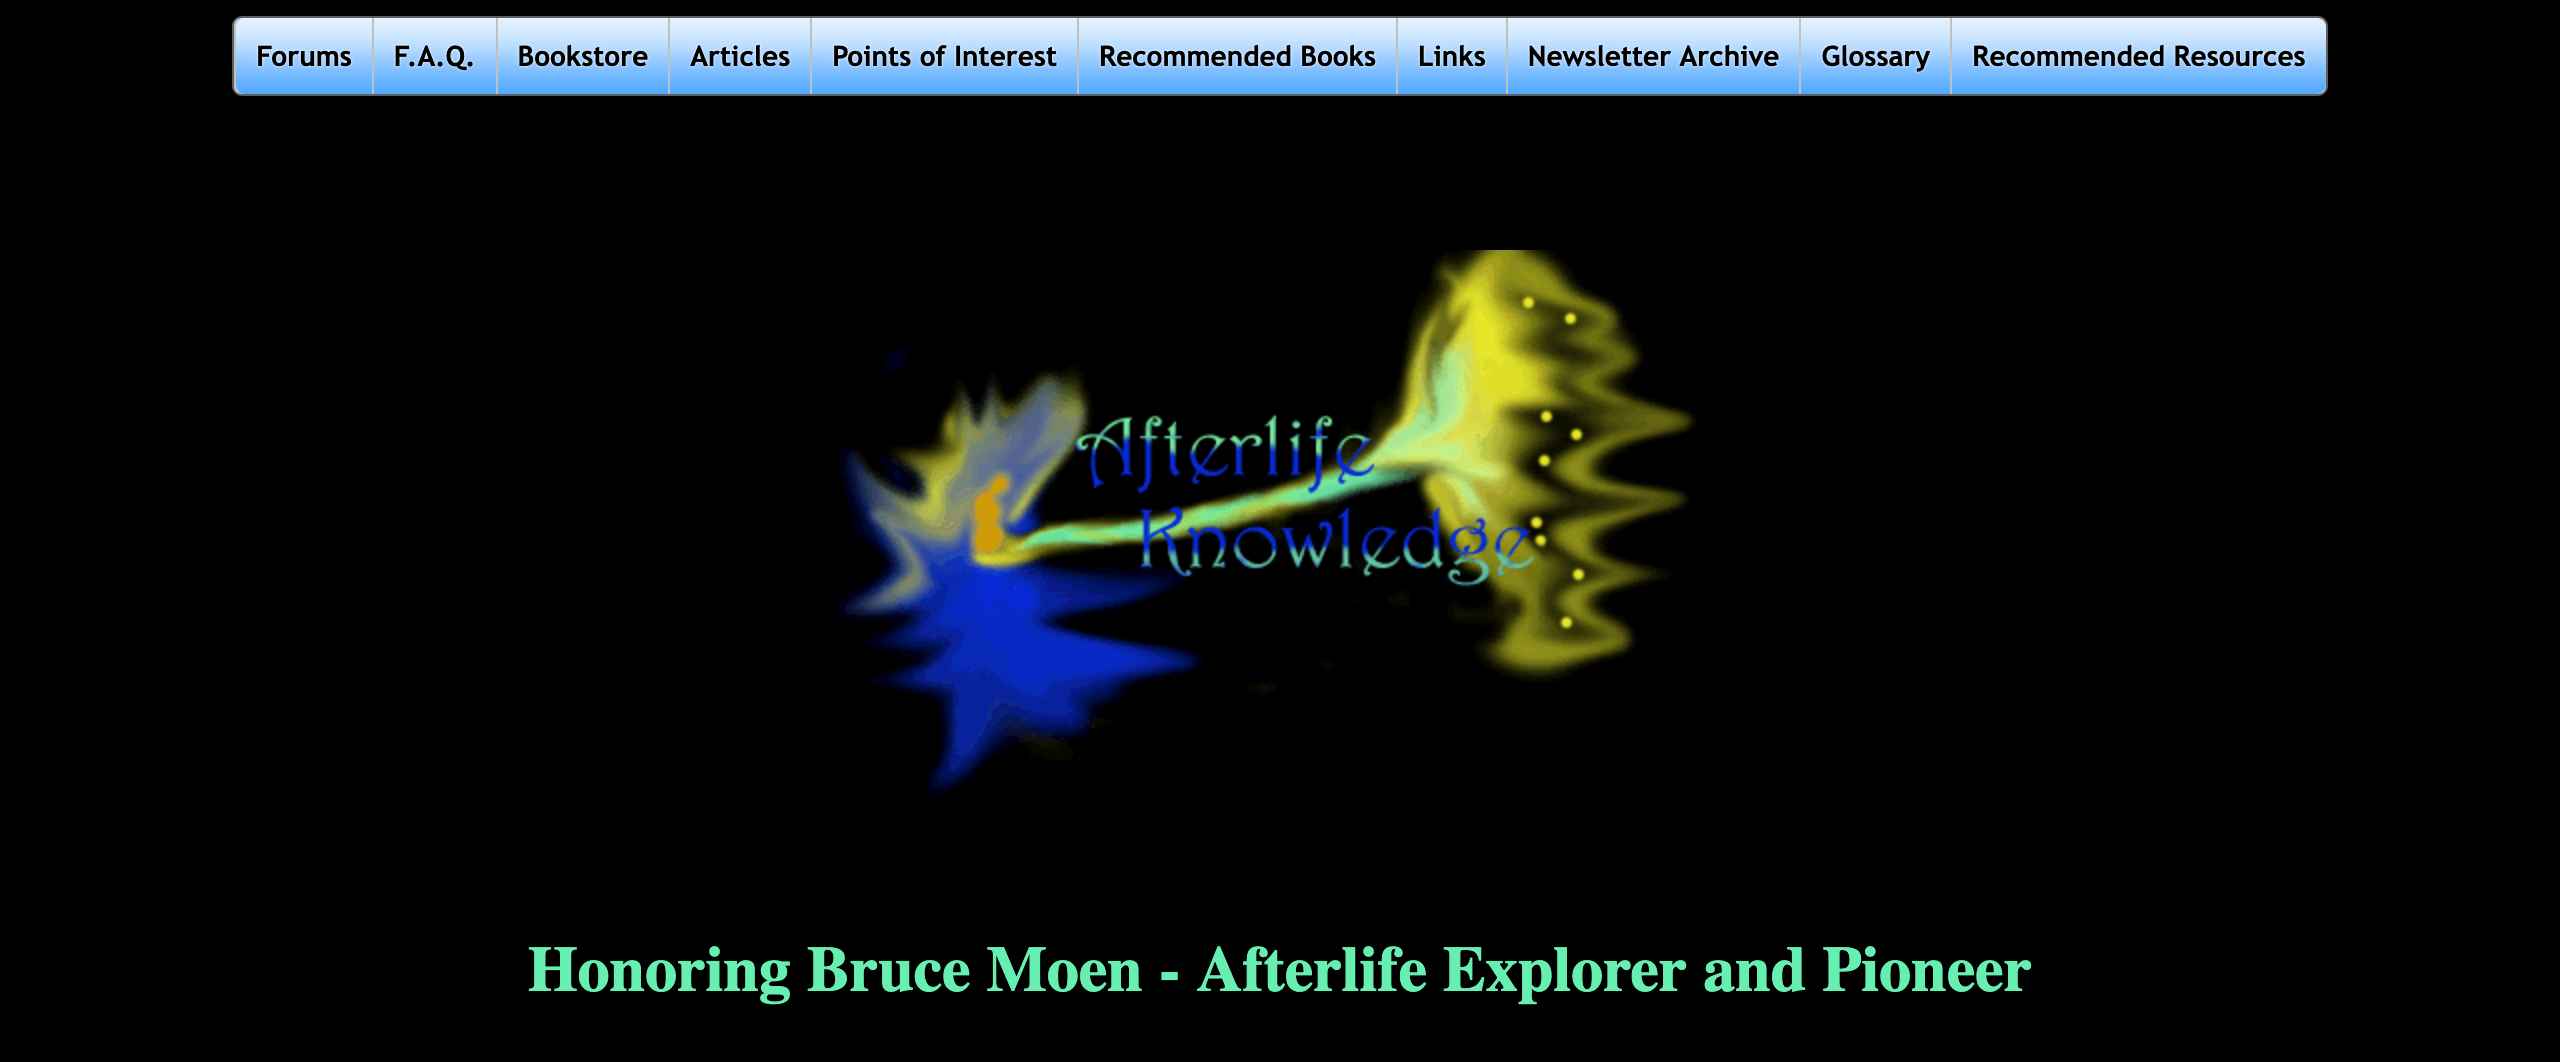 Forums F.A.Q. Bookstore Articles Points of Interest Recommended Books Links Newsletter Archive Glossary Recommended Resources
Afterlife
Knowledge
Honoring Bruce Moen - Afterlife Explorer and Pioneer